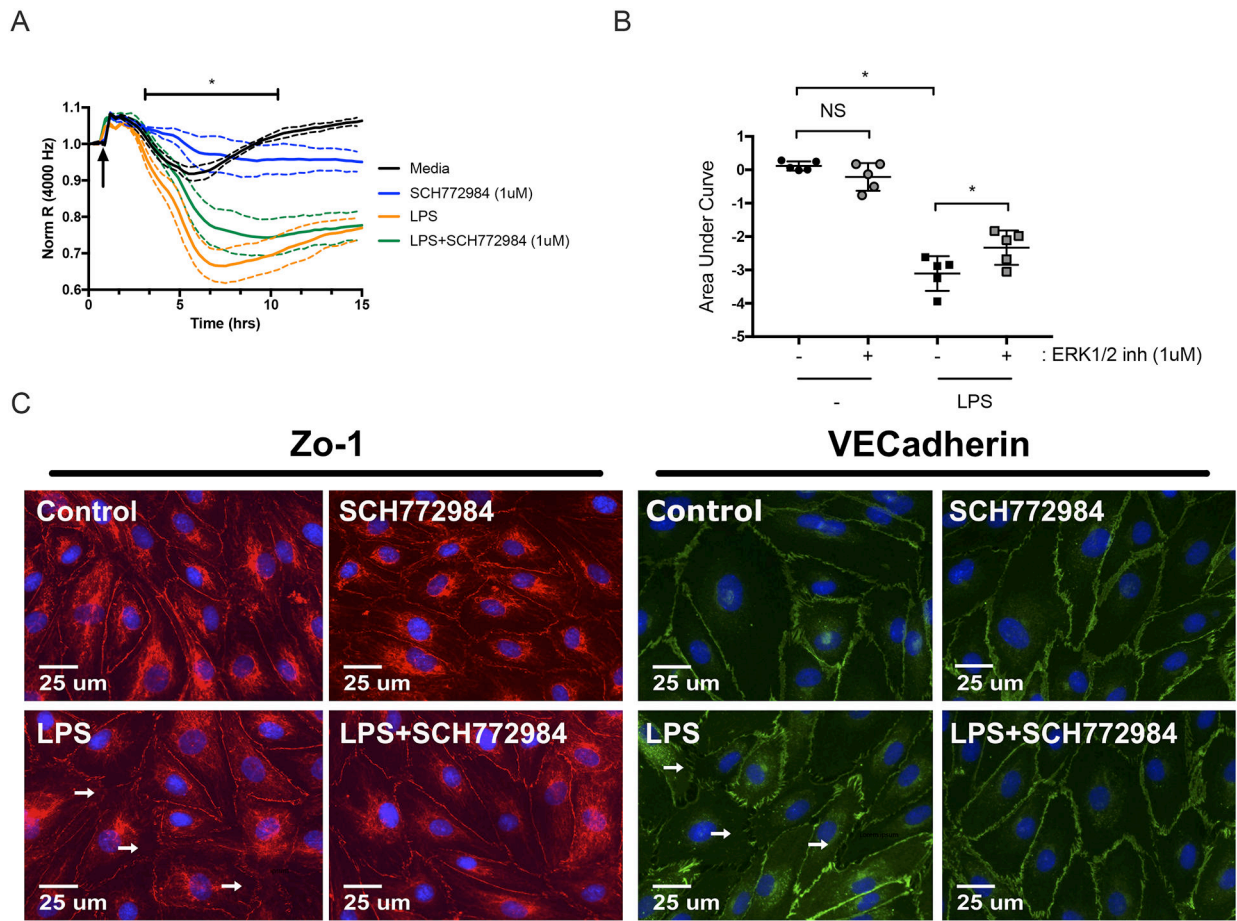 A
B
*
1.1
1.0
0.9
0.8
0.7
0.6
Norm R (4000 Hz)
0
5
10
15
Time (hrs)
Media
SCH772984 (1uM)
LPS
LPS+SCH772984 (1uM)
*
NS
*
1
0
-1
-2
-3
-4
-5
Area Under Curve
- + - + : ERK1/2 inh (1uM)
- LPS
C
Zo-1
VECadherin
Control
25 um
SCH772984
25 um
Control
25 um
SCH772984
25 um
LPS
25 um
LPS+SCH772984
25 um
LPS
25 um
LPS+SCH772984
25 um